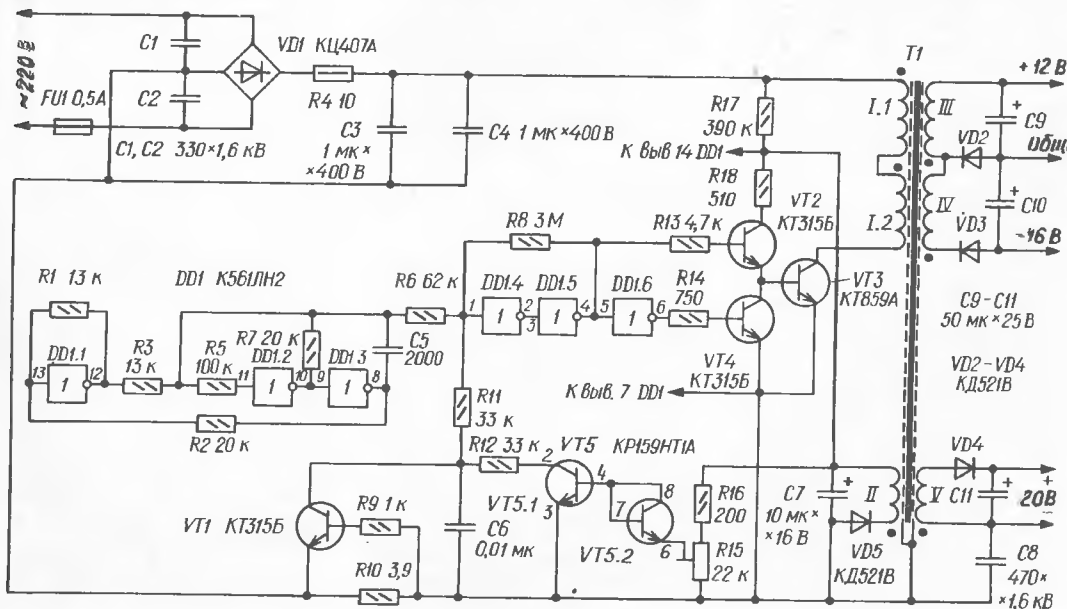 ≈220 В
FU1 0,5А
C1
C2
C1, C2 330×1,6 кВ
VD1 КЦ407А
R4 10
C3
1 мк×
×400 В
C4 1 мк×400 В
R17
390 к
К выв 14 DD1
R18
510
T1
I.1
I.2
III
IV
VD2
VD3
+
C9
+
C10
+12 В
Общ
-16 В
VT2
КТ315Б
VT3
КТ859А
C9-C11
50 мк×25 В
VD2-VD4
КД521В
R1 13 к
DD1 К561ЛН2
R6 62 к
R8 3 М
R13 4,7 к
DD1.4
DD1.5
DD1.6
1
1
1
1
2
3
4
5
6
R14
750
VT4
КТ315Б
К выв. 7 DD1
DD1.1
13
1
12
R3
13 к
R5
100 к
R7 20 к
11
DD1.2
1
10
9
DD1.3
1
8
C5
2000
R2 20 к
R11
33 к
R12 33 к
VT5
КР159НТ1А
2
3
VT5.1
4
7
8
6
VT5.2
VT1 КТ315Б
R9 1 к
R10 3,9
C6
0,01 мк
R16
200
R15
22 к
C7
10 мк×
×16 В
+
II
VD5
КД521В
V
VD4
C11
+
+
20В
C8
470×
×1,6 кВ